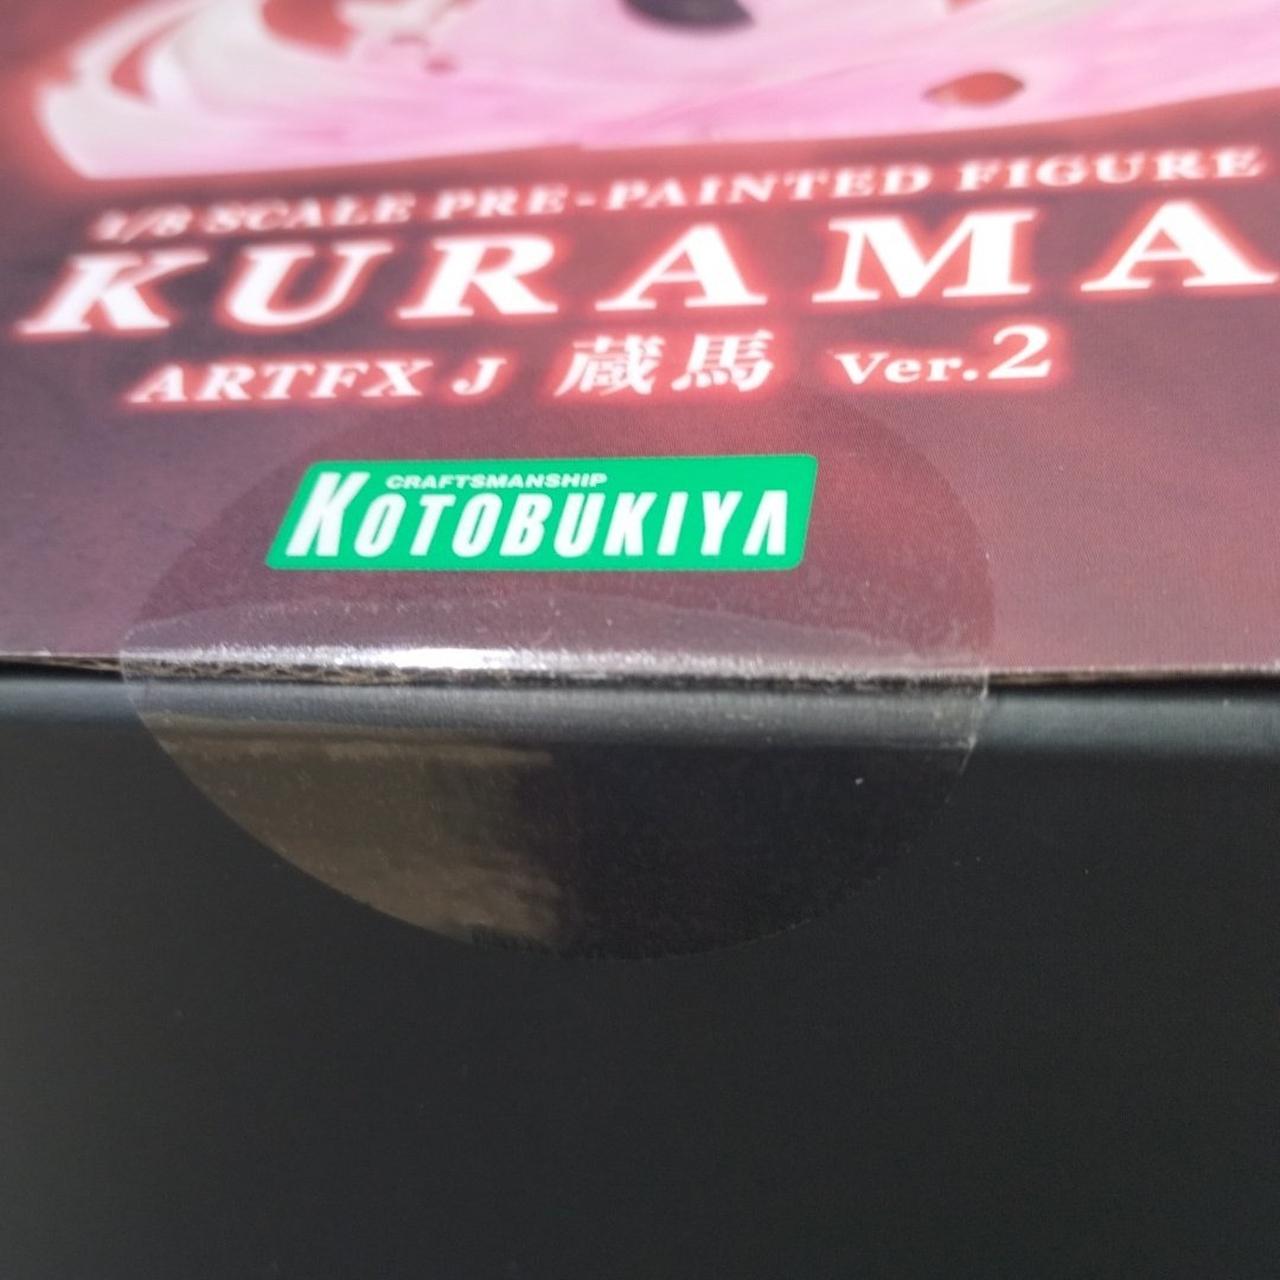 1/8 SCALE PRE-PAINTED FIGURE
KURAMA
ARTFX J 蔵馬 Ver.2
CRAFTSMANSHIP
KOTOBUKIYA